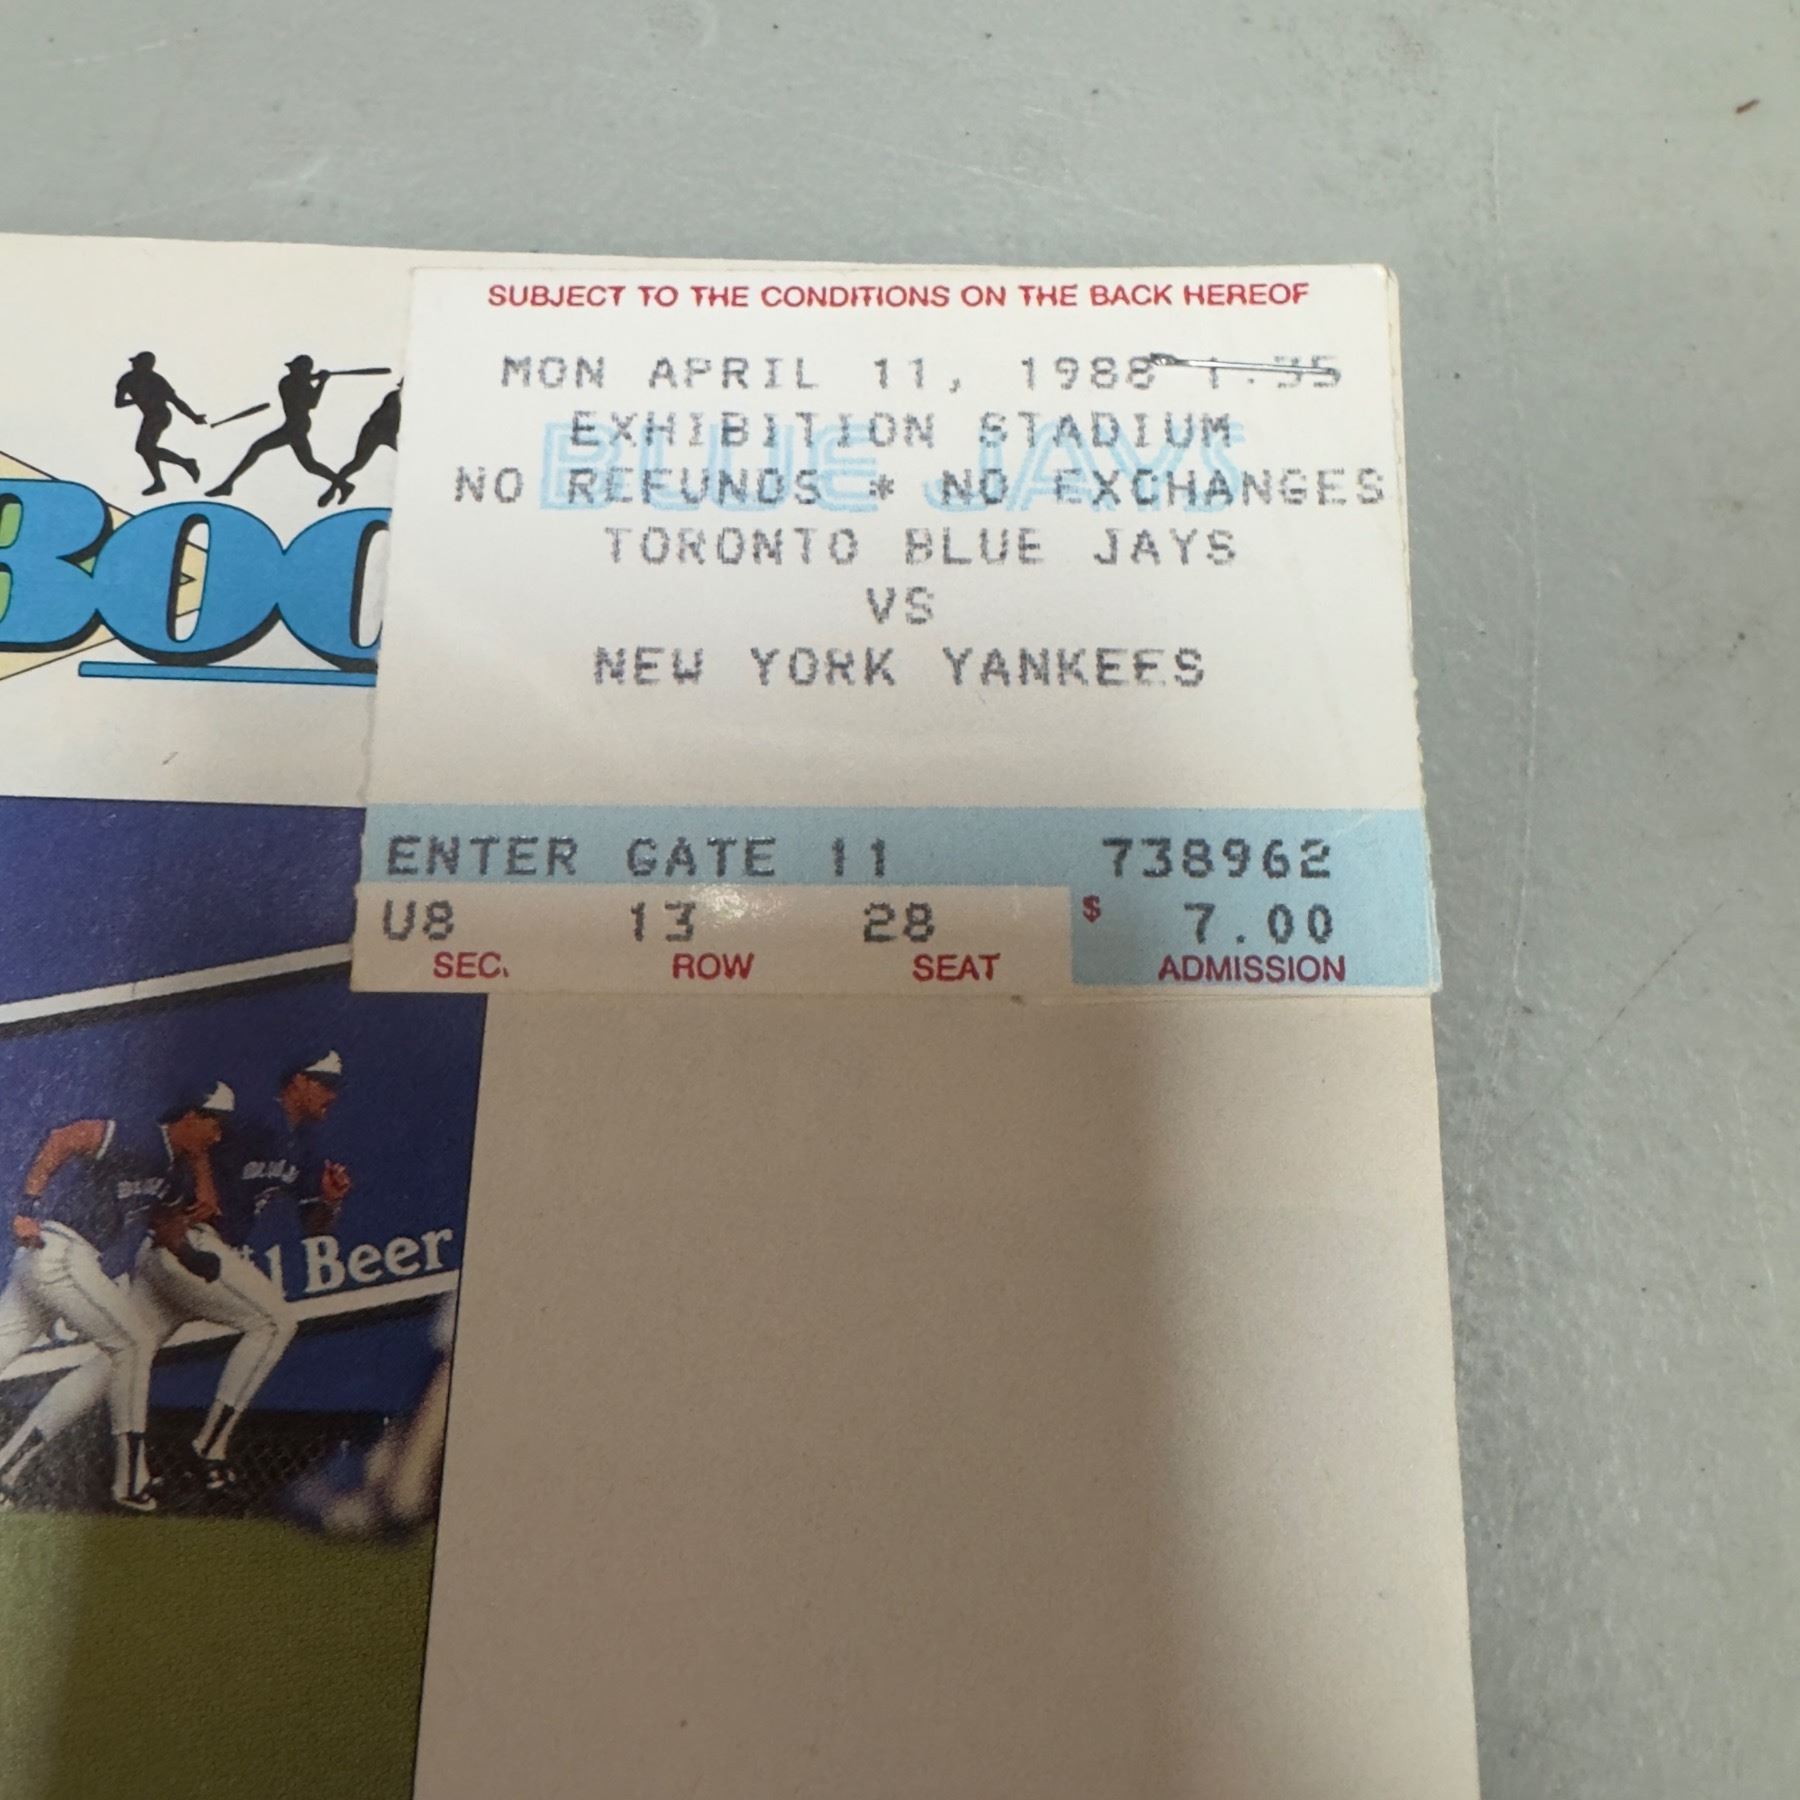 SUBJECT TO THE CONDITIONS ON THE BACK HEREOF
MON APRIL 11, 1988 1.35
EXHIBITION STADIUM
BLUE JAYS
NO REFUNDS * NO EXCHANGES
TORONTO BLUE JAYS
VS
NEW YORK YANKEES
ENTER GATE 11 738962
U8 13 28 $ 7.00
SEC. ROW SEAT ADMISSION
Beer